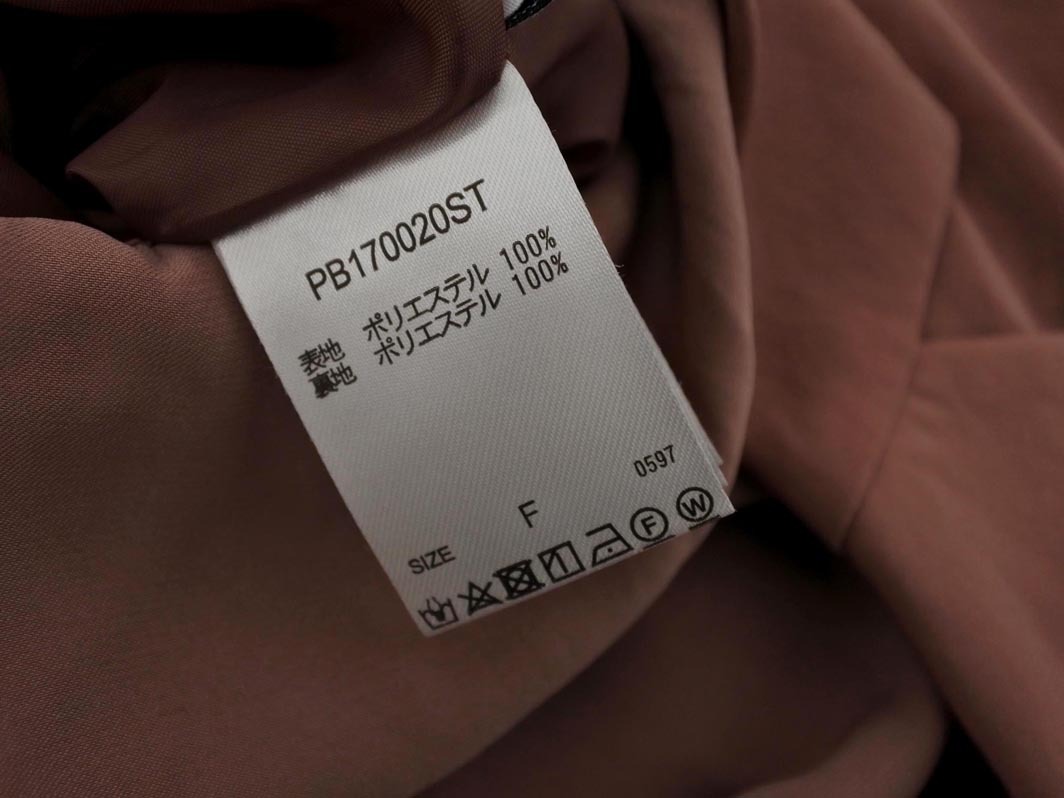 PB170020ST
表地 ポリエステル 100%
裏地 ポリエステル 100%
0597
SIZE F
F W